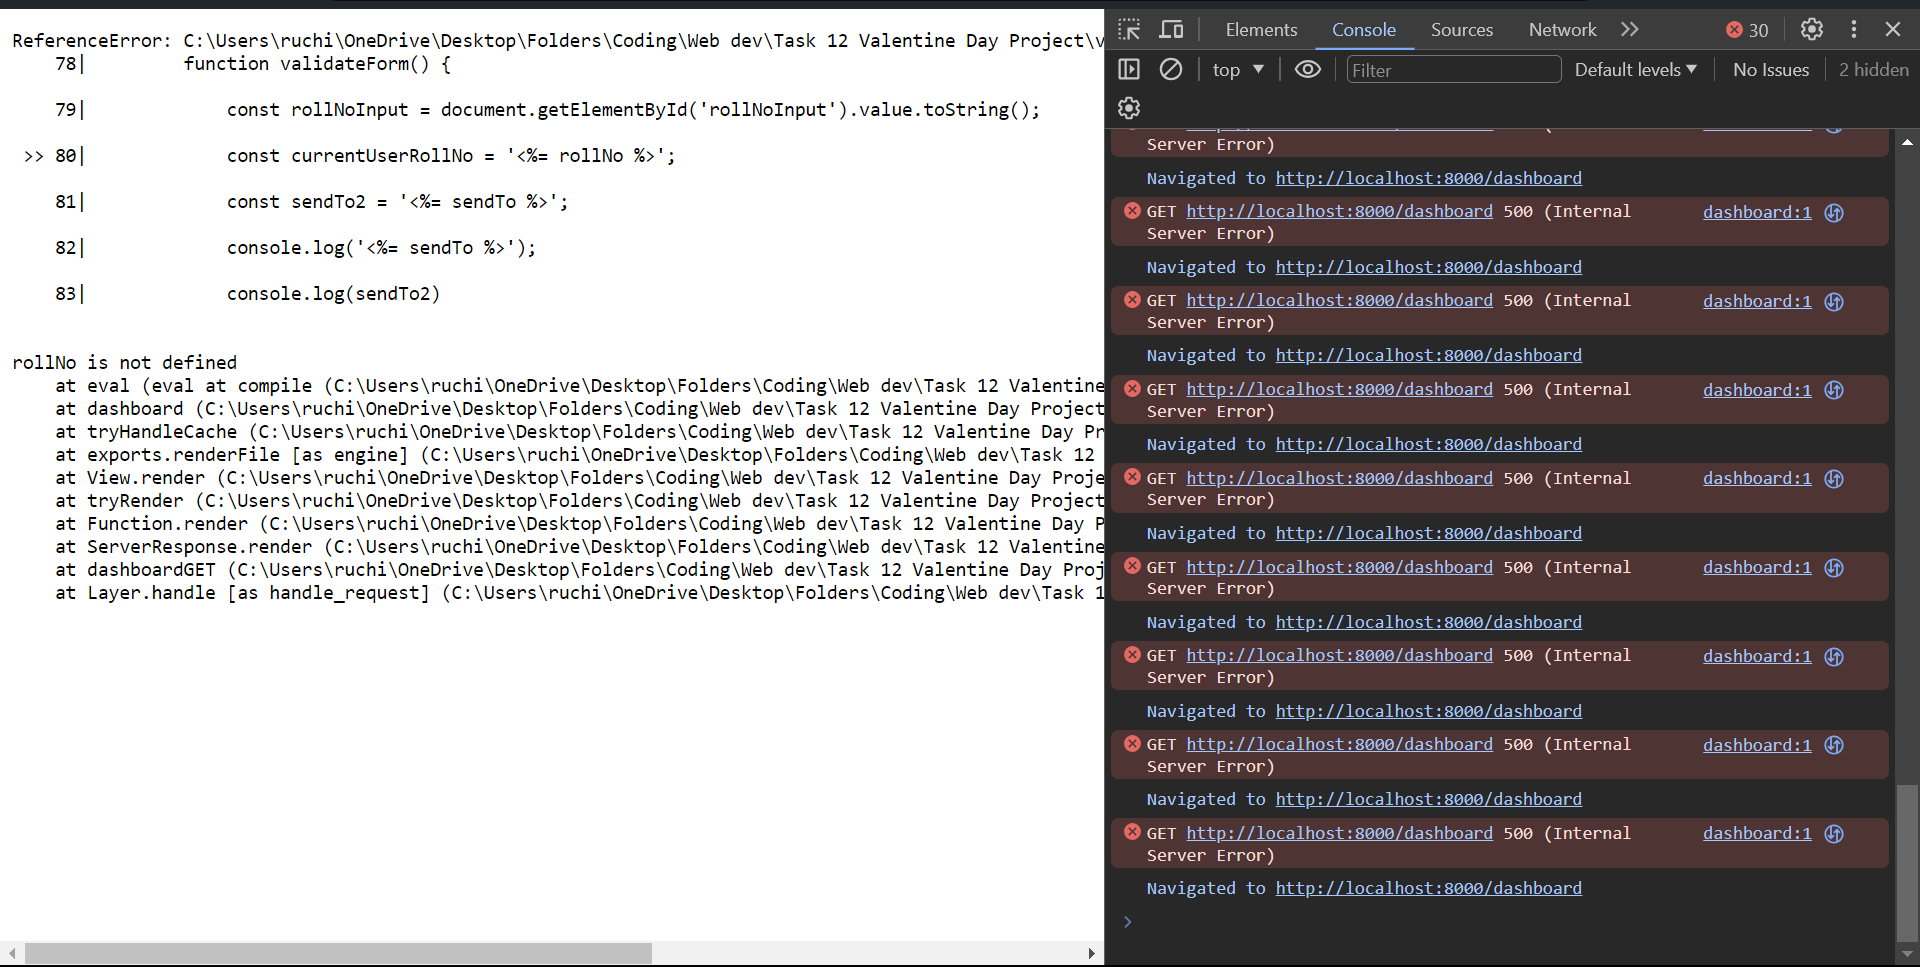 ReferenceError: C:\Users\ruchi\OneDrive\Desktop\Folders\Coding\Web dev\Task 12 Valentine Day Project\v
78|         function validateForm() {
79|             const rollNoInput = document.getElementById('rollNoInput').value.toString();
>> 80|             const currentUserRollNo = '<%= rollNo %>';
81|             const sendTo2 = '<%= sendTo %>';
82|             console.log('<%= sendTo %>');
83|             console.log(sendTo2)
rollNo is not defined
at eval (eval at compile (C:\Users\ruchi\OneDrive\Desktop\Folders\Coding\Web dev\Task 12 Valentine
at dashboard (C:\Users\ruchi\OneDrive\Desktop\Folders\Coding\Web dev\Task 12 Valentine Day Project
at tryHandleCache (C:\Users\ruchi\OneDrive\Desktop\Folders\Coding\Web dev\Task 12 Valentine Day Pr
at exports.renderFile [as engine] (C:\Users\ruchi\OneDrive\Desktop\Folders\Coding\Web dev\Task 12
at View.render (C:\Users\ruchi\OneDrive\Desktop\Folders\Coding\Web dev\Task 12 Valentine Day Proje
at tryRender (C:\Users\ruchi\OneDrive\Desktop\Folders\Coding\Web dev\Task 12 Valentine Day Project
at Function.render (C:\Users\ruchi\OneDrive\Desktop\Folders\Coding\Web dev\Task 12 Valentine Day P
at ServerResponse.render (C:\Users\ruchi\OneDrive\Desktop\Folders\Coding\Web dev\Task 12 Valentine
at dashboardGET (C:\Users\ruchi\OneDrive\Desktop\Folders\Coding\Web dev\Task 12 Valentine Day Proj
at Layer.handle [as handle_request] (C:\Users\ruchi\OneDrive\Desktop\Folders\Coding\Web dev\Task 1
Elements Console Sources Network 30
top Filter Default levels No Issues 2 hidden
Server Error)
Navigated to http://localhost:8000/dashboard
GET http://localhost:8000/dashboard 500 (Internal dashboard:1
Server Error)
Navigated to http://localhost:8000/dashboard
GET http://localhost:8000/dashboard 500 (Internal dashboard:1
Server Error)
Navigated to http://localhost:8000/dashboard
GET http://localhost:8000/dashboard 500 (Internal dashboard:1
Server Error)
Navigated to http://localhost:8000/dashboard
GET http://localhost:8000/dashboard 500 (Internal dashboard:1
Server Error)
Navigated to http://localhost:8000/dashboard
GET http://localhost:8000/dashboard 500 (Internal dashboard:1
Server Error)
Navigated to http://localhost:8000/dashboard
GET http://localhost:8000/dashboard 500 (Internal dashboard:1
Server Error)
Navigated to http://localhost:8000/dashboard
GET http://localhost:8000/dashboard 500 (Internal dashboard:1
Server Error)
Navigated to http://localhost:8000/dashboard
GET http://localhost:8000/dashboard 500 (Internal dashboard:1
Server Error)
Navigated to http://localhost:8000/dashboard